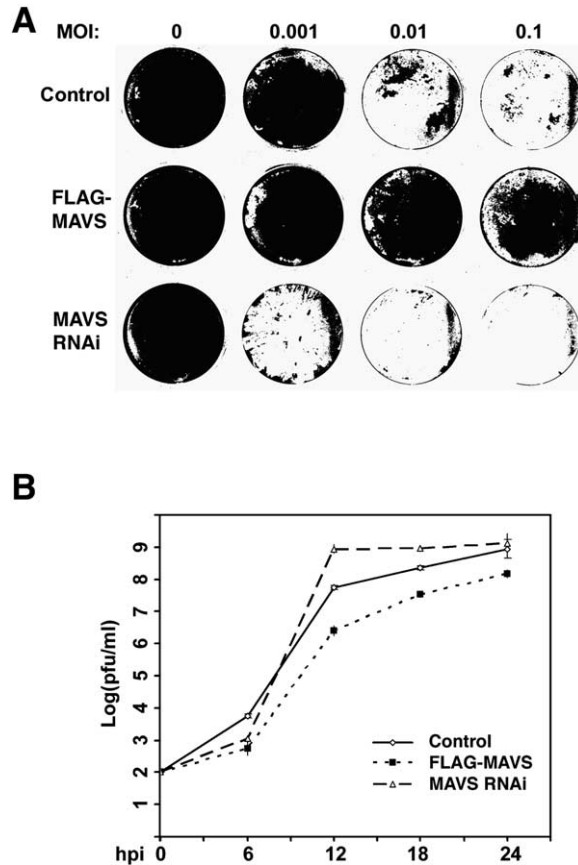 A
MOI: 0 0.001 0.01 0.1
Control
FLAG-
MAVS
MAVS
RNAi
B
Log(pfu/ml)
9
8
7
6
5
4
3
2
1
Control
FLAG-MAVS
MAVS RNAi
hpi 0 6 12 18 24